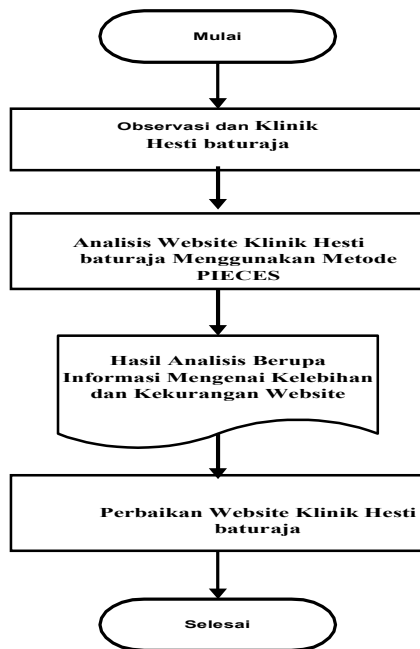 Mulai
Observasi dan Klinik
Hesti baturaja
Analisis Website Klinik Hesti
baturaja Menggunakan Metode
PIECES
Hasil Analisis Berupa
Informasi Mengenai Kelebihan
dan Kekurangan Website
Perbaikan Website Klinik Hesti
baturaja
Selesai